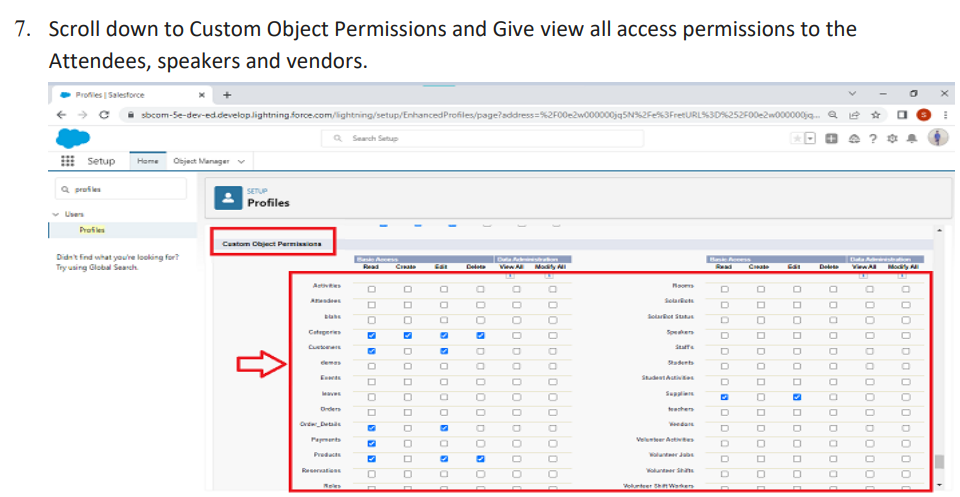 7. Scroll down to Custom Object Permissions and Give view all access permissions to the
Attendees, speakers and vendors.
Profiles | Salesforce
sbcom-5e-dev-ed.develop.lightning.force.com/lightning/setup/EnhancedProfiles/page?address=%2F00e2w000000jq5N%2Fe%3FretURL%3D%252F00e2w000000jq...
S
Search Setup
Setup Home Object Manager
profiles
SETUP
Profiles
Users
Profiles
Didn't find what you're looking for?
Try using Global Search.
Custom Object Permissions
Basic Access Data Administration Basic Access Data Administration
Read Create Edit Delete View All Modify All Read Create Edit Delete View All Modify All
Activities Rooms
Attendees SolarBots
blahs SolarBot Status
Categories Speakers
Customers Staffs
demos Students
Events Student Activities
leaves Suppliers
Orders teachers
Order_Details Vendors
Payments Volunteer Activities
Products Volunteer Jobs
Reservations Volunteer Shifts
Roles Volunteer Shift Workers